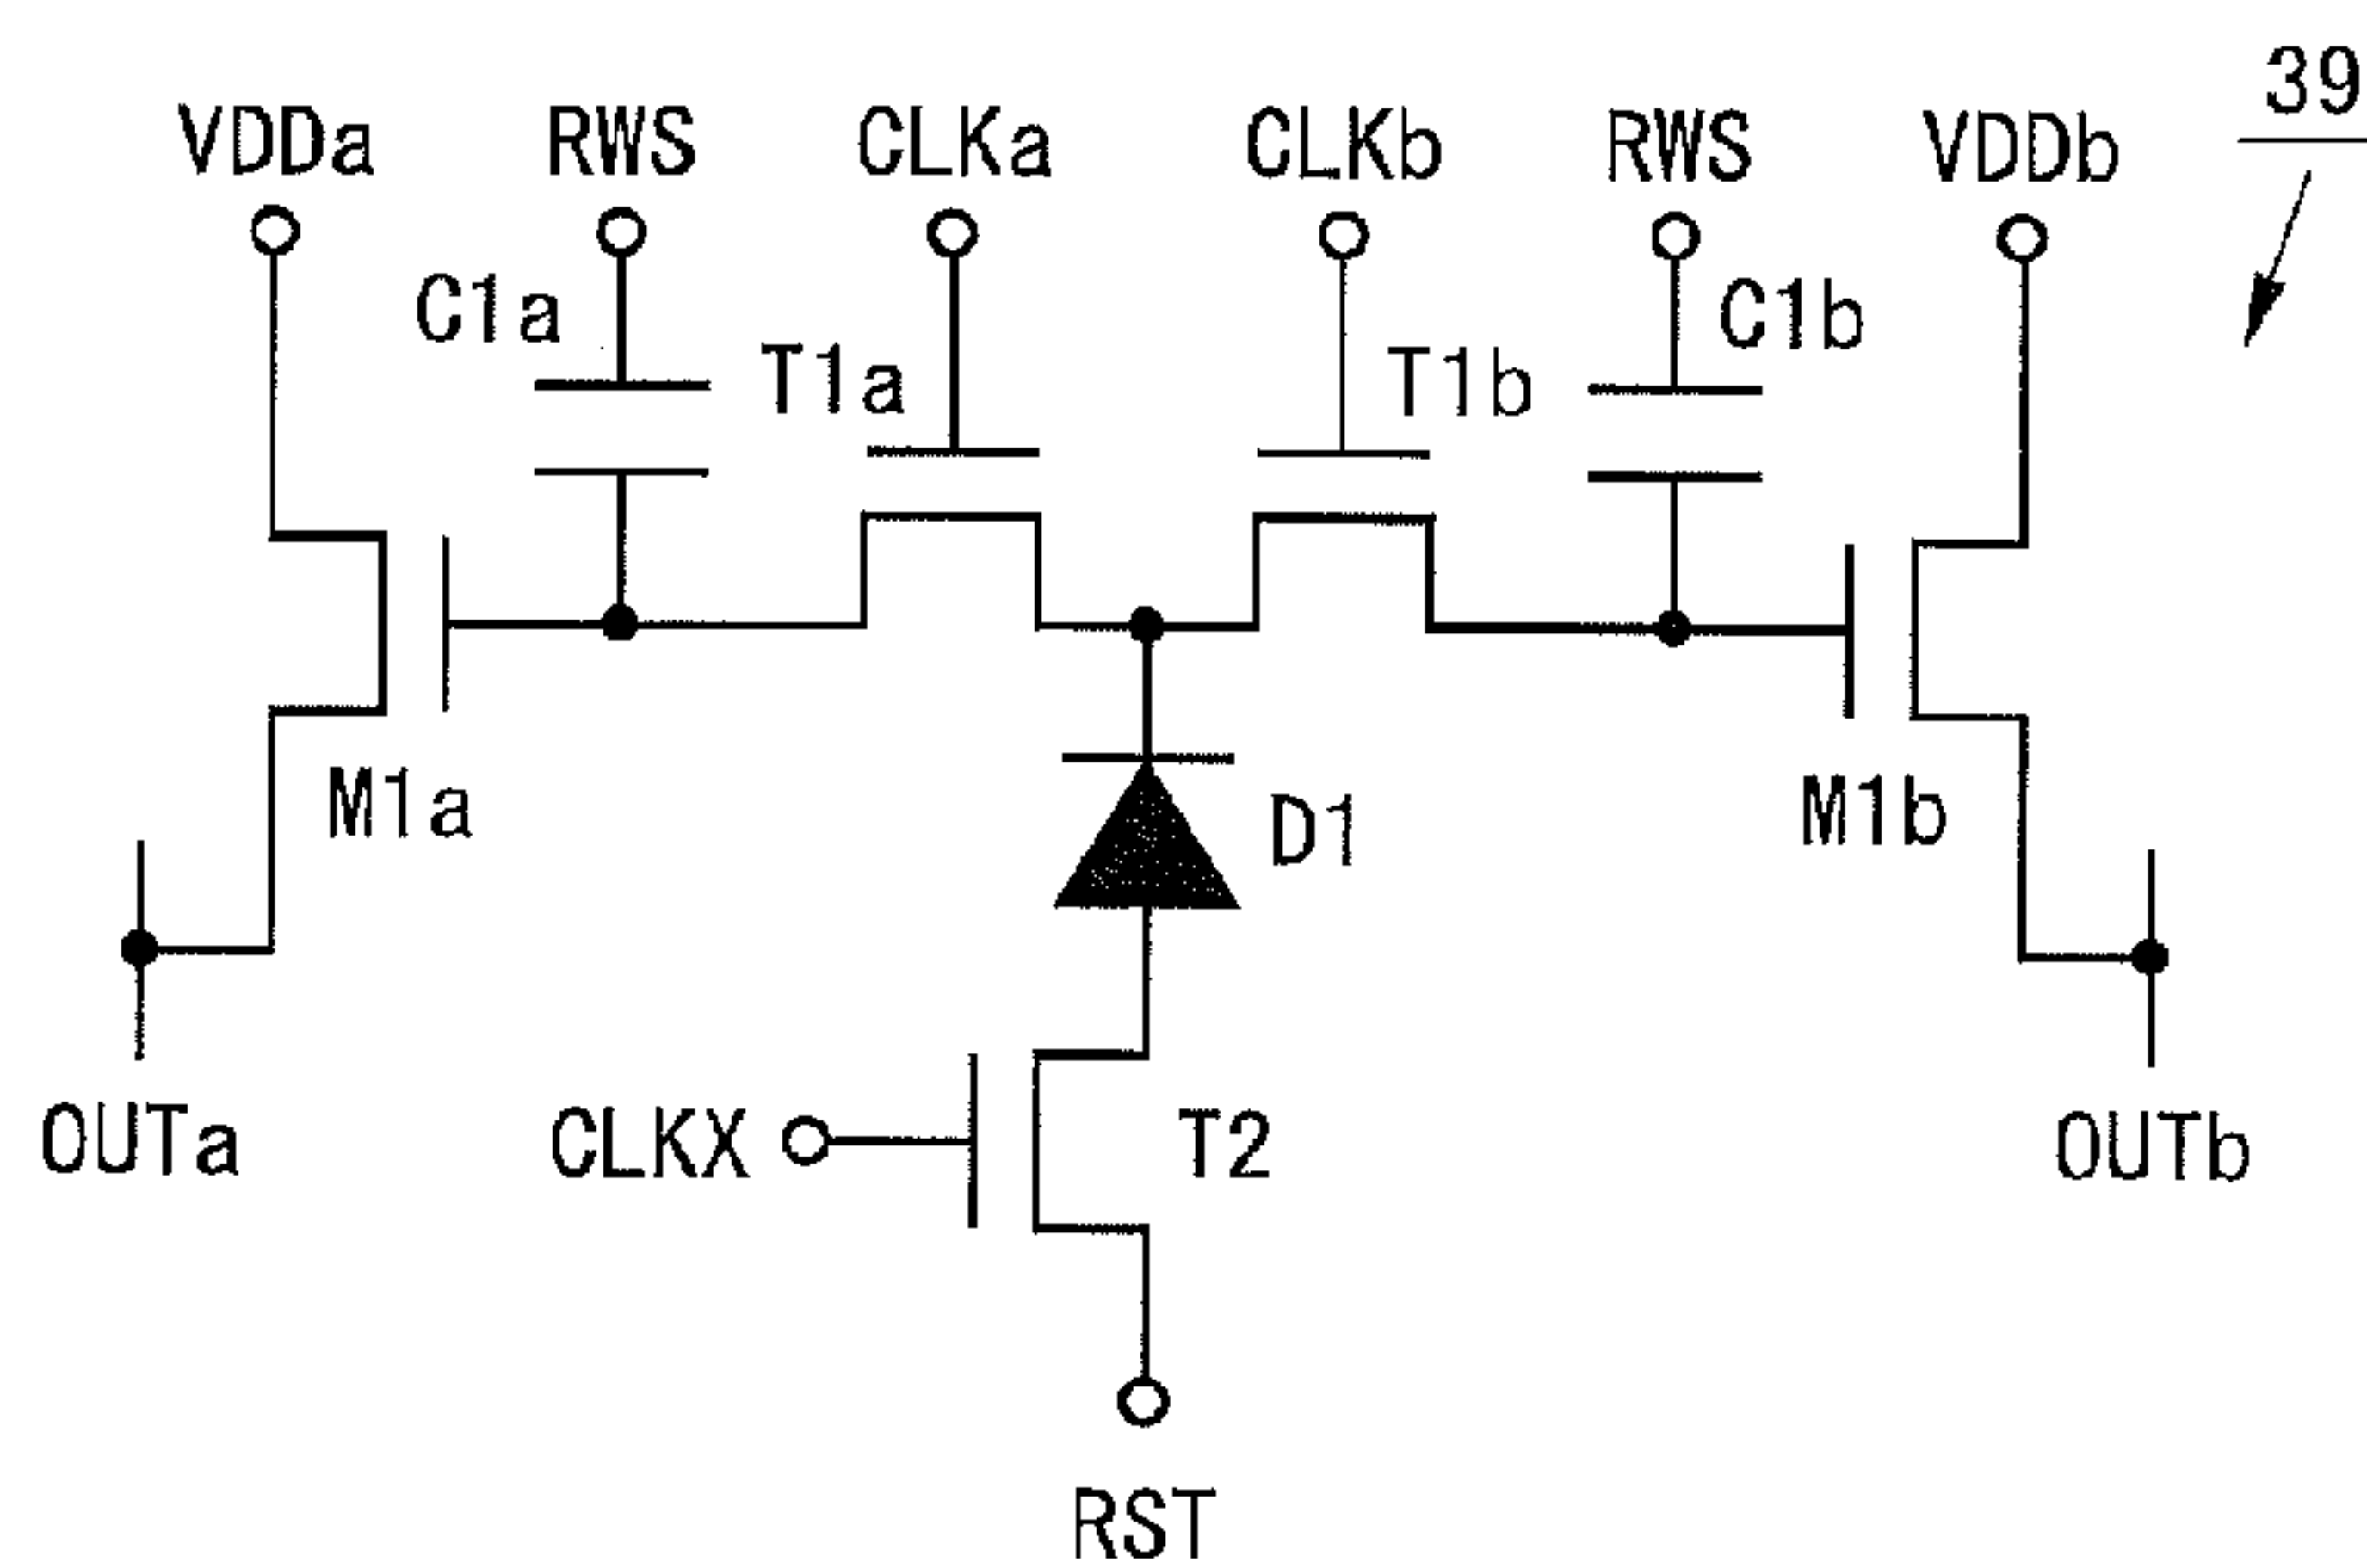 39
VDDa RWS CLKa CLKb RWS VDDb
C1a T1a T1b C1b
M1a D1 M1b
OUTa CLKX T2 OUTb
RST